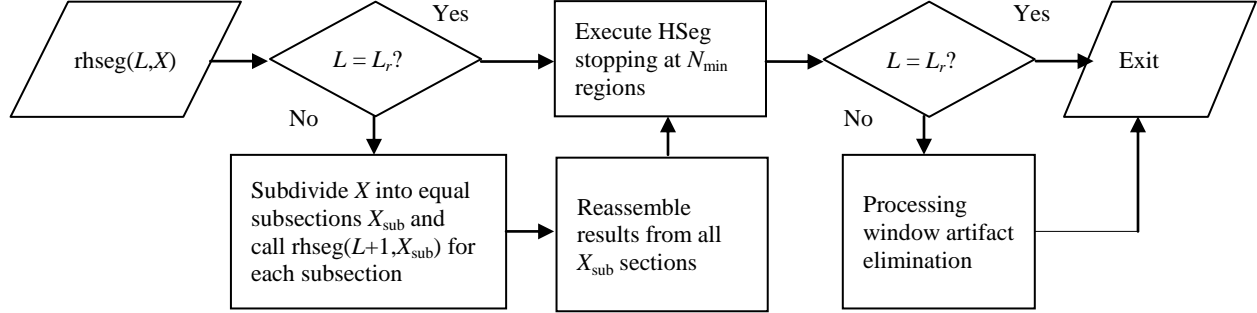 rhseg(L,X)
L = Lr?
Yes
No
Execute HSeg
stopping at Nmin
regions
L = Lr?
Yes
No
Exit
Subdivide X into equal
subsections Xsub and
call rhseg(L+1,Xsub) for
each subsection
Reassemble
results from all
Xsub sections
Processing
window artifact
elimination